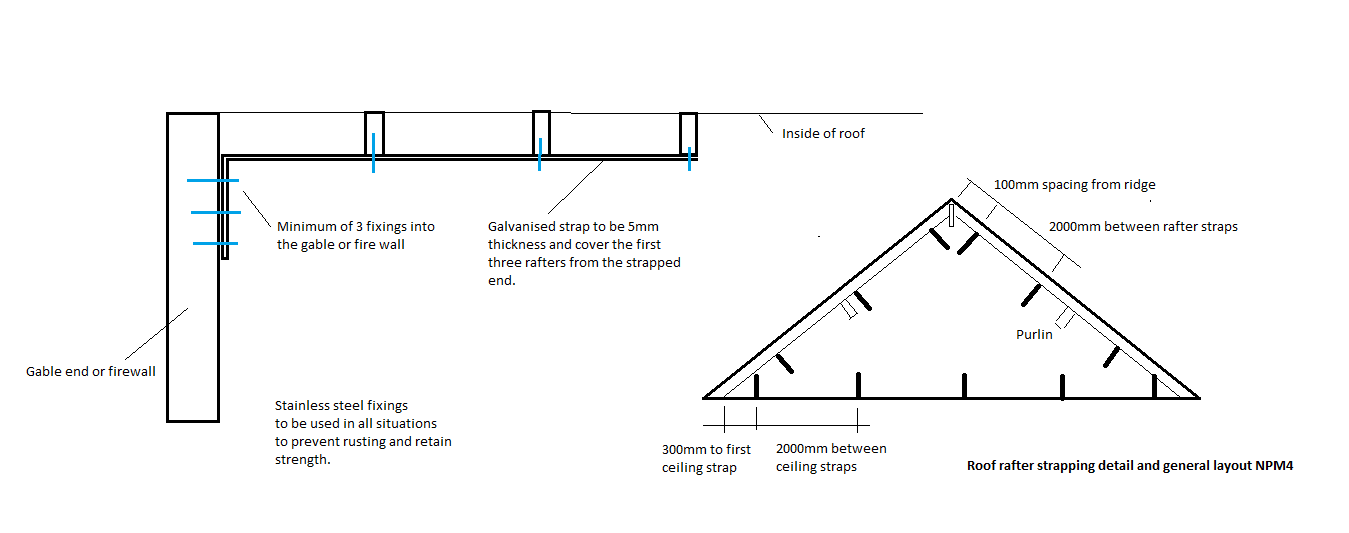 Inside of roof
Minimum of 3 fixings into
the gable or fire wall
Galvanised strap to be 5mm
thickness and cover the first
three rafters from the strapped
end.
Gable end or firewall
Stainless steel fixings
to be used in all situations
to prevent rusting and retain
strength.
100mm spacing from ridge
2000mm between rafter straps
Purlin
300mm to first
ceiling strap
2000mm between
ceiling straps
Roof rafter strapping detail and general layout NPM4